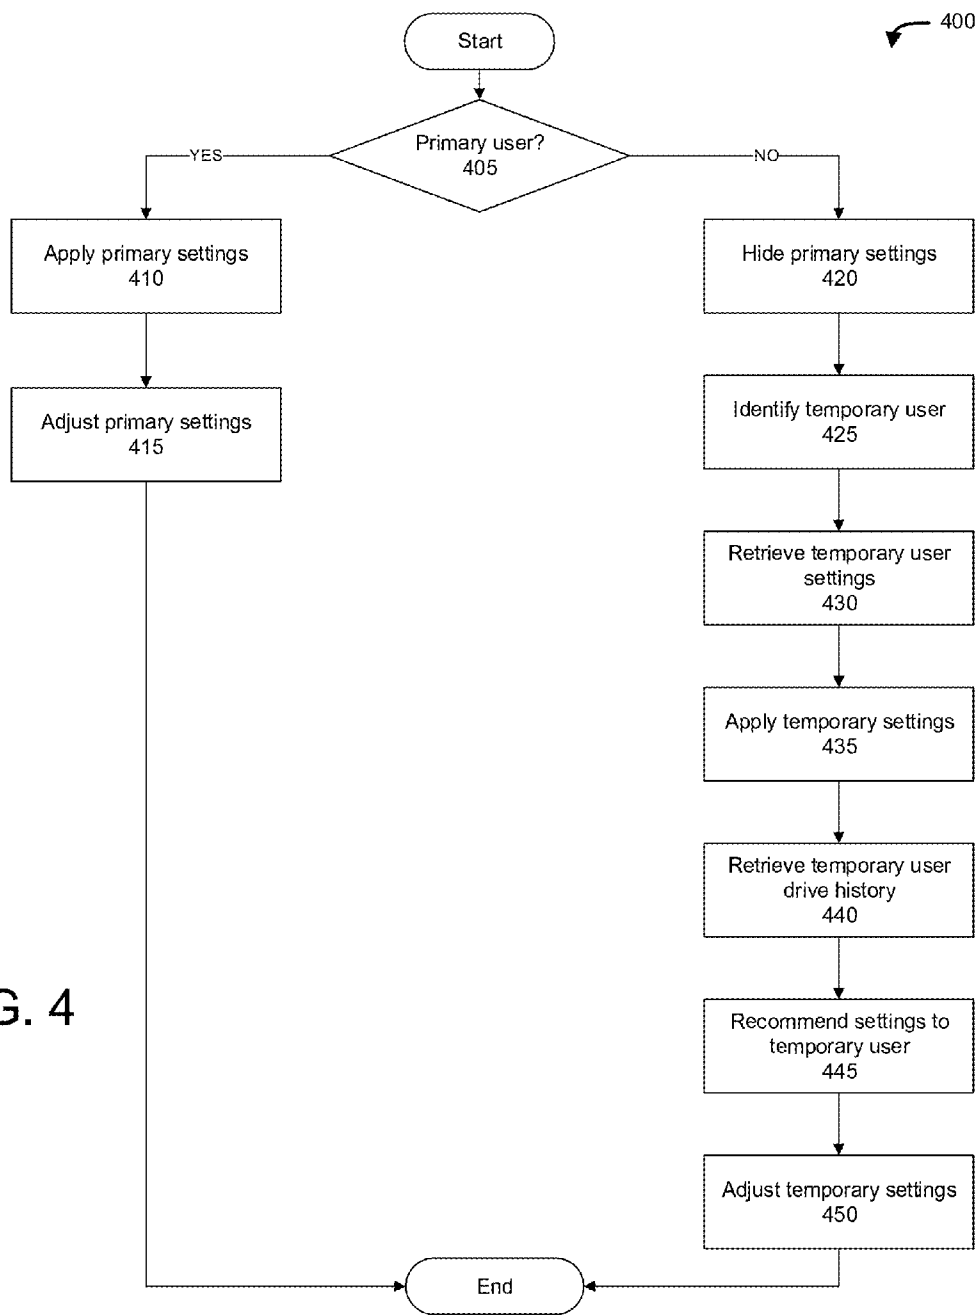 400
Start
Primary user?
405
YES
NO
Apply primary settings
410
Adjust primary settings
415
Hide primary settings
420
Identify temporary user
425
Retrieve temporary user
settings
430
Apply temporary settings
435
Retrieve temporary user
drive history
440
Recommend settings to
temporary user
445
Adjust temporary settings
450
End
G. 4